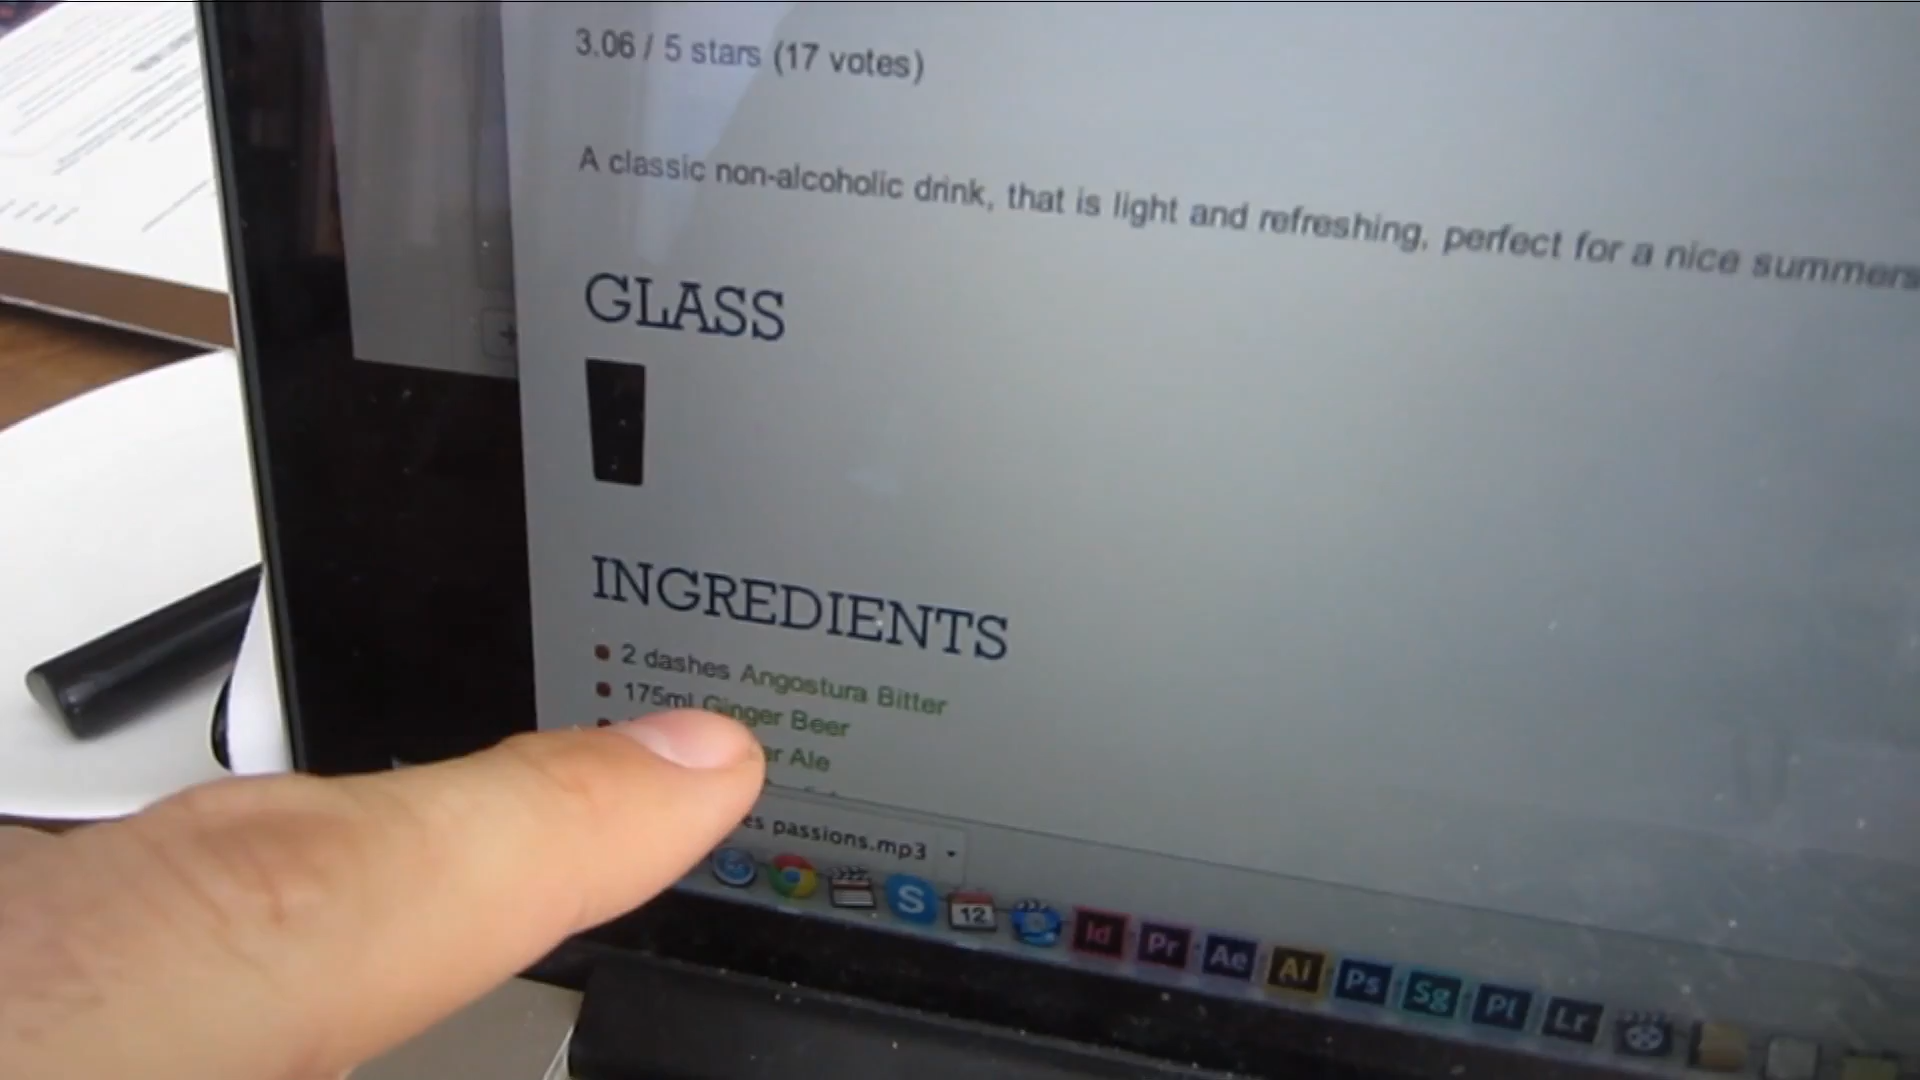 3.06 / 5 stars (17 votes)
A classic non-alcoholic drink, that is light and refreshing, perfect for a nice summers
GLASS
INGREDIENTS
2 dashes Angostura Bitter
175ml Ginger Beer
Ale
passions.mp3
S
12
Id Pr Ae Ai Ps Sg Pl Lr